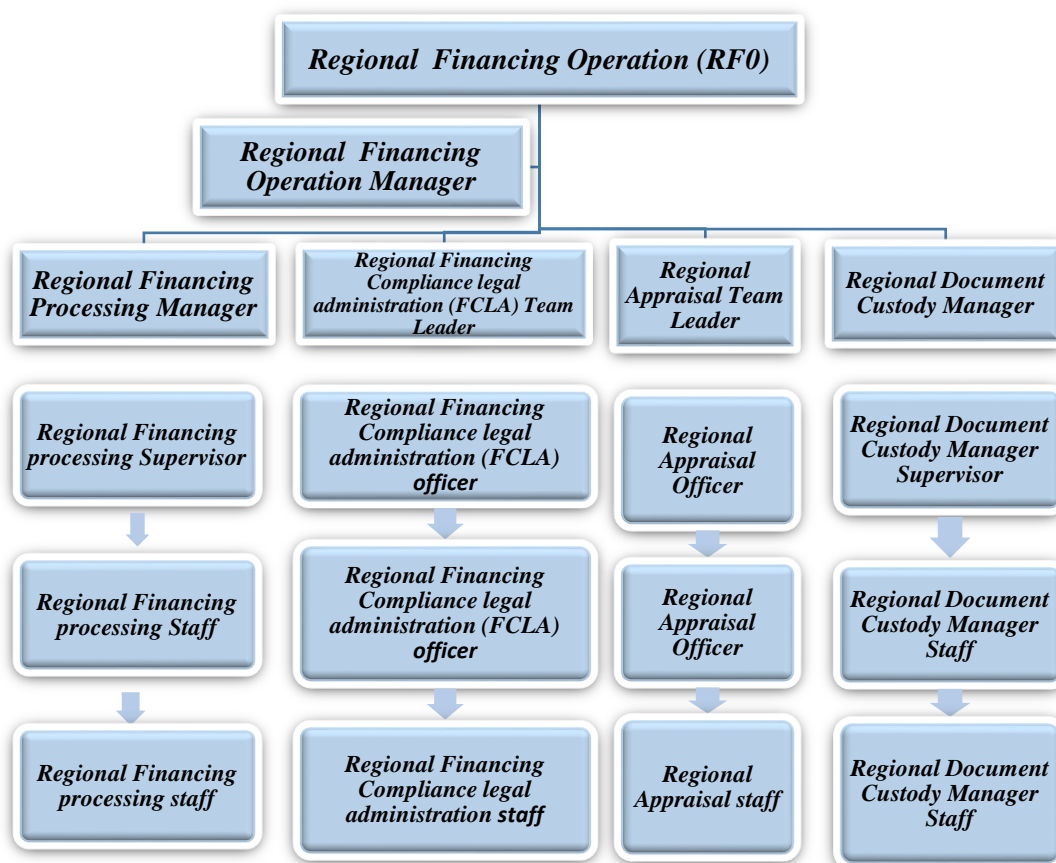 Regional Financing Operation (RF0)
Regional Financing
Operation Manager
Regional Financing
Processing Manager
Regional Financing
Compliance legal
administration (FCLA) Team
Leader
Regional
Appraisal Team
Leader
Regional Document
Custody Manager
Regional Financing
processing Supervisor
Regional Financing
Compliance legal
administration (FCLA)
officer
Regional
Appraisal
Officer
Regional Document
Custody Manager
Supervisor
Regional Financing
processing Staff
Regional Financing
Compliance legal
administration (FCLA)
officer
Regional
Appraisal
Officer
Regional Document
Custody Manager
Staff
Regional Financing
processing staff
Regional Financing
Compliance legal
administration staff
Regional
Appraisal staff
Regional Document
Custody Manager
Staff